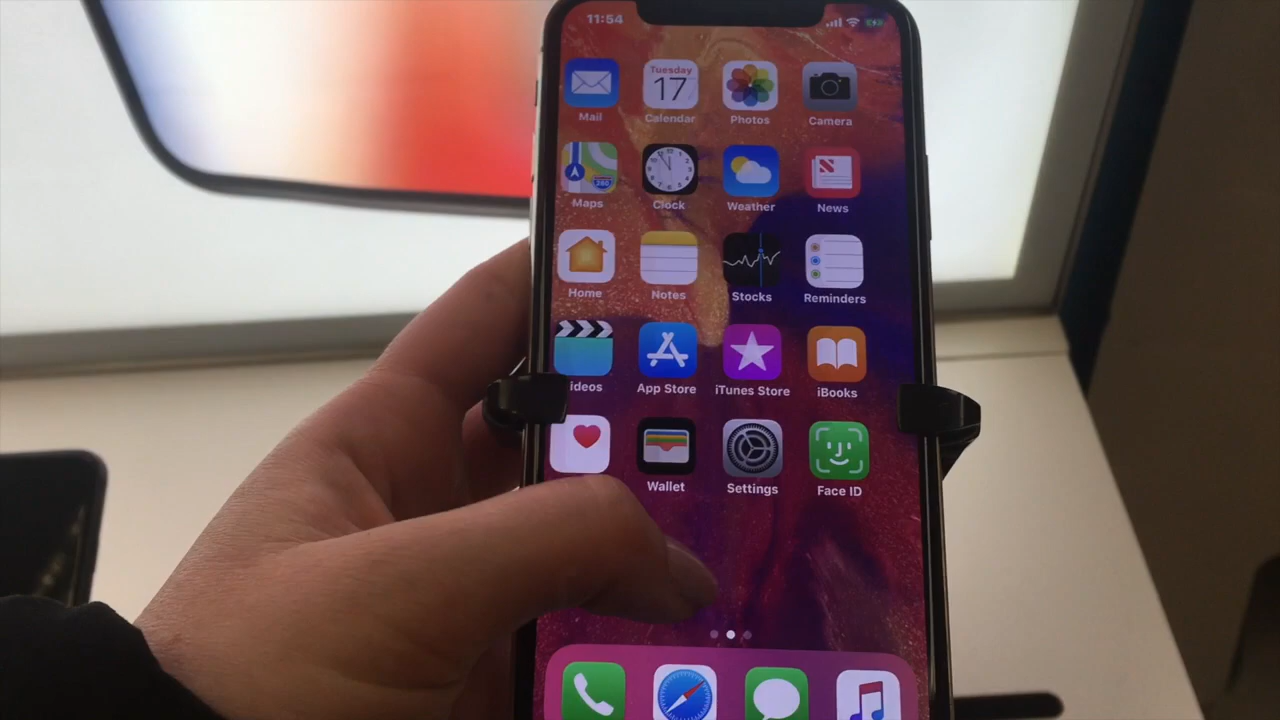 11:54
Tuesday
17
Mail
Calendar
Photos
Camera
280
Maps
Clock
Weather
News
Home
Notes
Stocks
Reminders
ideos
App Store
iTunes Store
iBooks
Wallet
Settings
Face ID